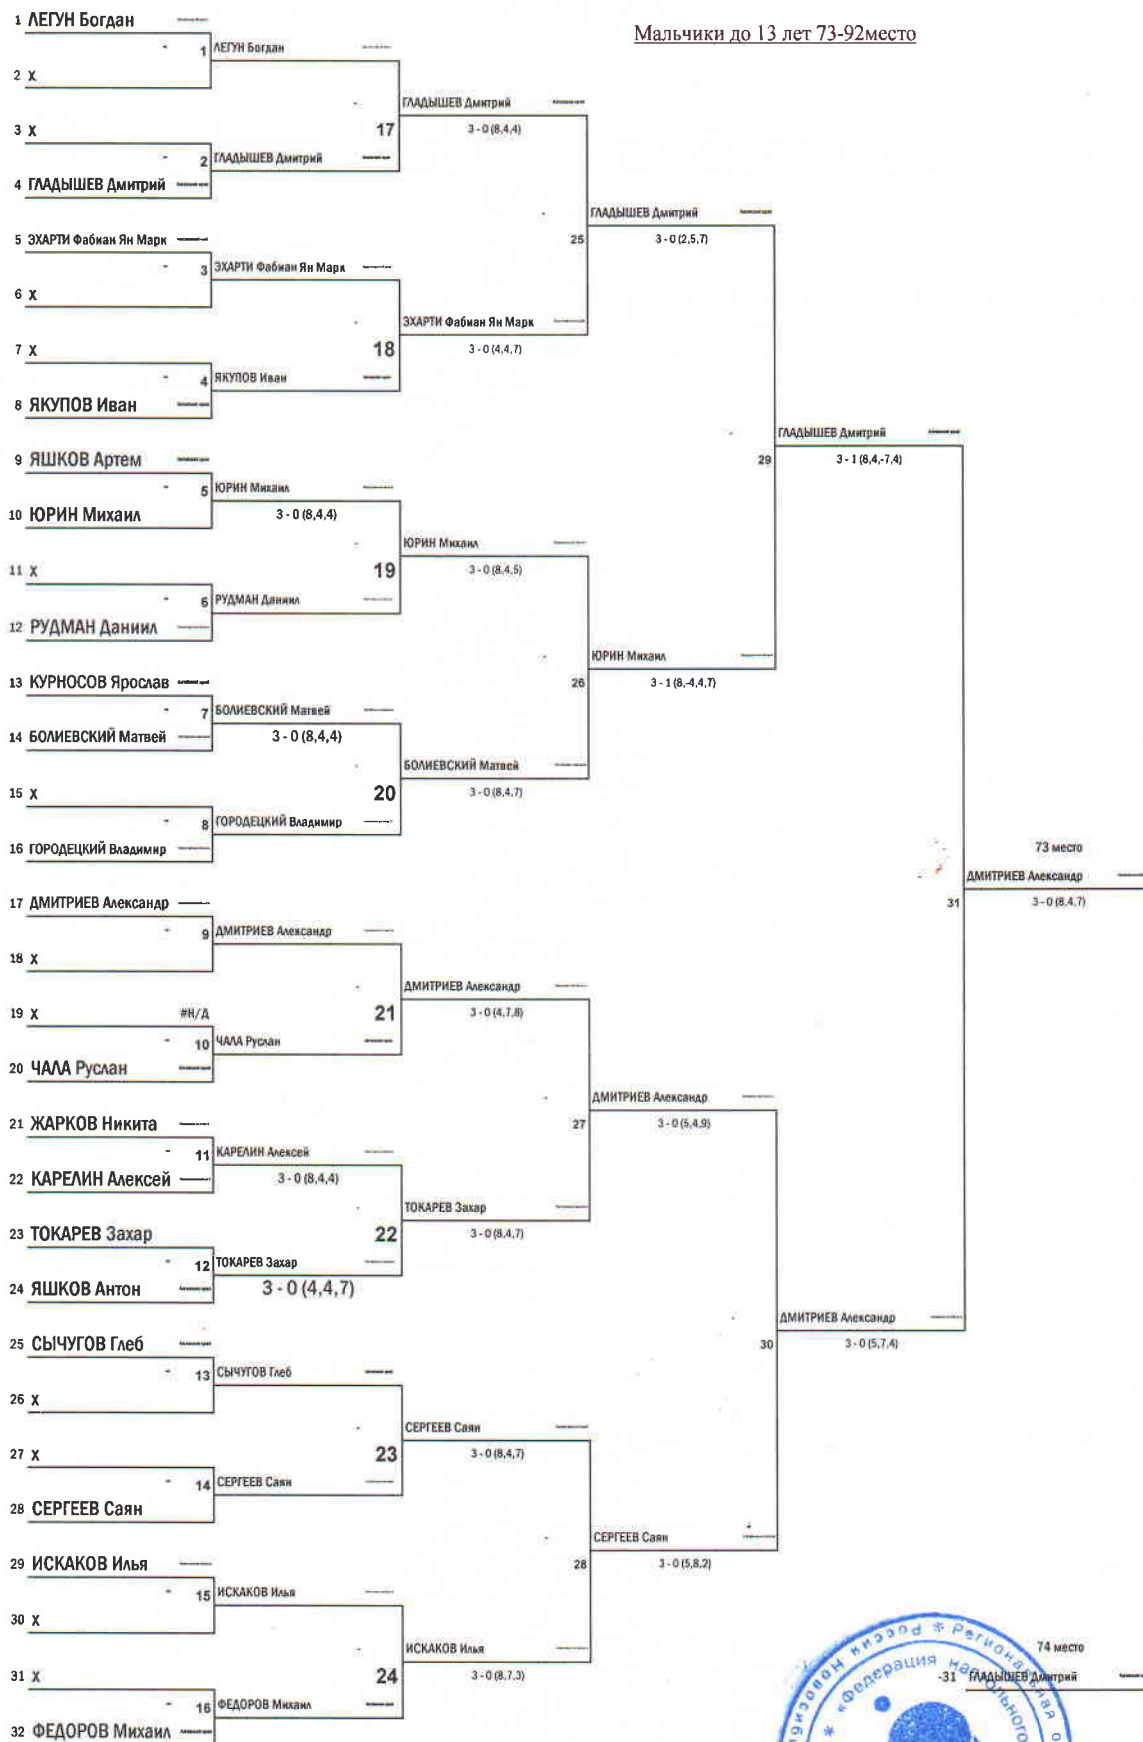 Мальчики до 13 лет 73-92место
1 ЛЕГУН Богдан
- 1 ЛЕГУН Богдан
2 X
ГЛАДЫШЕВ Дмитрий
3 X
17 3 - 0 (8,4,4)
- 2 ГЛАДЫШЕВ Дмитрий
4 ГЛАДЫШЕВ Дмитрий
ГЛАДЫШЕВ Дмитрий
5 ЭХАРТИ Фабиан Ян Марк
25 3 - 0 (2,5,7)
- 3 ЭХАРТИ Фабиан Ян Марк
6 X
ЭХАРТИ Фабиан Ян Марк
7 X
18 3 - 0 (4,4,7)
- 4 ЯКУПОВ Иван
8 ЯКУПОВ Иван
ГЛАДЫШЕВ Дмитрий
9 ЯШКОВ Артем
29 3 - 1 (8,4,-7,4)
- 5 ЮРИН Михаил
10 ЮРИН Михаил
3 - 0 (8,4,4)
ЮРИН Михаил
11 X
19 3 - 0 (8,4,5)
- 6 РУДМАН Даниил
12 РУДМАН Даниил
ЮРИН Михаил
13 КУРНОСОВ Ярослав
26 3 - 1 (8,-4,4,7)
- 7 БОЛИЕВСКИЙ Матвей
14 БОЛИЕВСКИЙ Матвей
3 - 0 (8,4,4)
БОЛИЕВСКИЙ Матвей
15 X
20 3 - 0 (8,4,7)
- 8 ГОРОДЕЦКИЙ Владимир
16 ГОРОДЕЦКИЙ Владимир
73 место
ДМИТРИЕВ Александр
17 ДМИТРИЕВ Александр
31 3 - 0 (8,4,7)
- 9 ДМИТРИЕВ Александр
18 X
ДМИТРИЕВ Александр
19 X #Н/Д
21 3 - 0 (4,7,8)
- 10 ЧАЛА Руслан
20 ЧАЛА Руслан
ДМИТРИЕВ Александр
21 ЖАРКОВ Никита
27 3 - 0 (5,4,9)
- 11 КАРЕЛИН Алексей
22 КАРЕЛИН Алексей
3 - 0 (8,4,4)
ТОКАРЕВ Захар
23 ТОКАРЕВ Захар
22 3 - 0 (8,4,7)
- 12 ТОКАРЕВ Захар
24 ЯШКОВ Антон
3 - 0 (4,4,7)
ДМИТРИЕВ Александр
25 СЫЧУГОВ Глеб
30 3 - 0 (5,7,4)
- 13 СЫЧУГОВ Глеб
26 X
СЕРГЕЕВ Саян
27 X
23 3 - 0 (8,4,7)
- 14 СЕРГЕЕВ Саян
28 СЕРГЕЕВ Саян
СЕРГЕЕВ Саян
29 ИСКАКОВ Илья
28 3 - 0 (5,8,2)
- 15 ИСКАКОВ Илья
30 X
ИСКАКОВ Илья
74 место
31 X
24 3 - 0 (8,7,3)
-31 ГЛАДЫШЕВ Дмитрий
- 16 ФЕДОРОВ Михаил
32 ФЕДОРОВ Михаил
России * Региональная
* «Федерация настольного